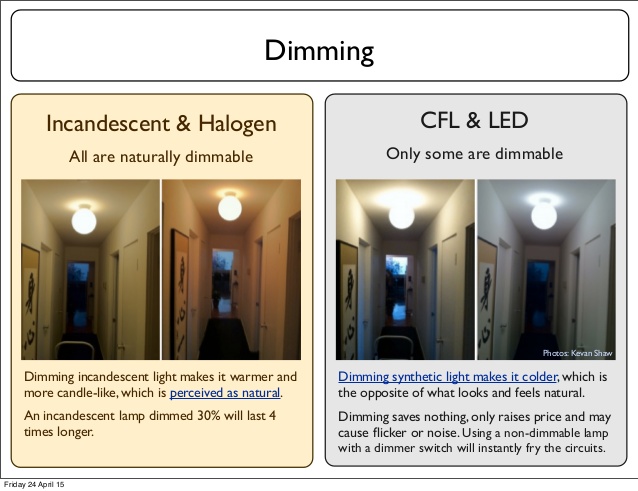 Dimming
Incandescent & Halogen
All are naturally dimmable
Dimming incandescent light makes it warmer and
more candle-like, which is perceived as natural.
An incandescent lamp dimmed 30% will last 4
times longer.
CFL & LED
Only some are dimmable
Photos: Kevan Shaw
Dimming synthetic light makes it colder, which is
the opposite of what looks and feels natural.
Dimming saves nothing, only raises price and may
cause flicker or noise. Using a non-dimmable lamp
with a dimmer switch will instantly fry the circuits.
Friday 24 April 15